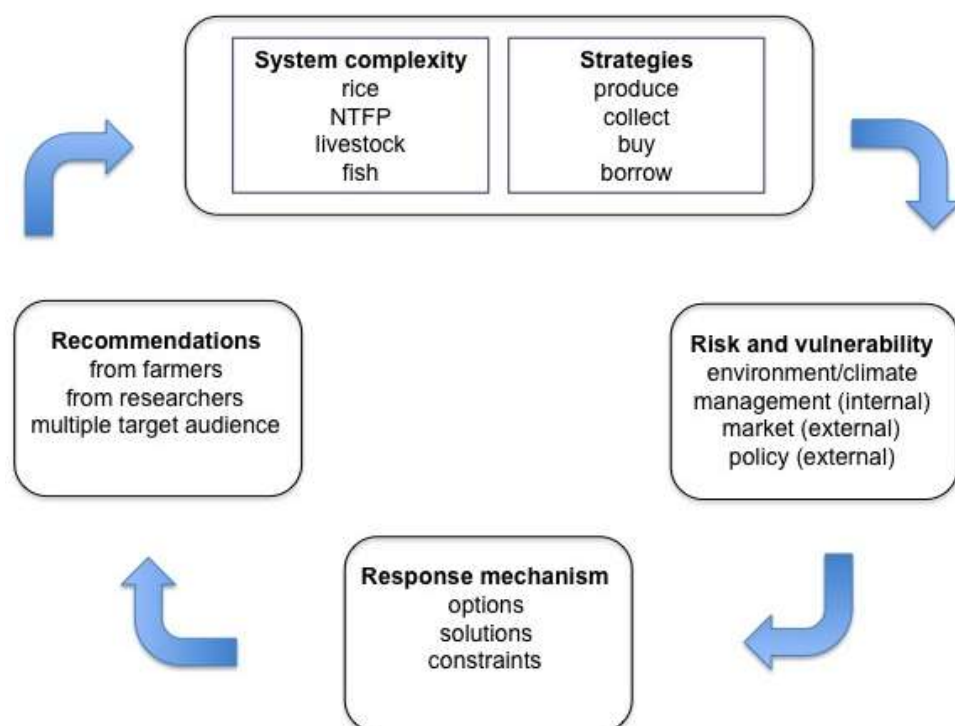 System complexity
rice
NTFP
livestock
fish
Strategies
produce
collect
buy
borrow
Risk and vulnerability
environment/climate
management (internal)
market (external)
policy (external)
Response mechanism
options
solutions
constraints
Recommendations
from farmers
from researchers
multiple target audience